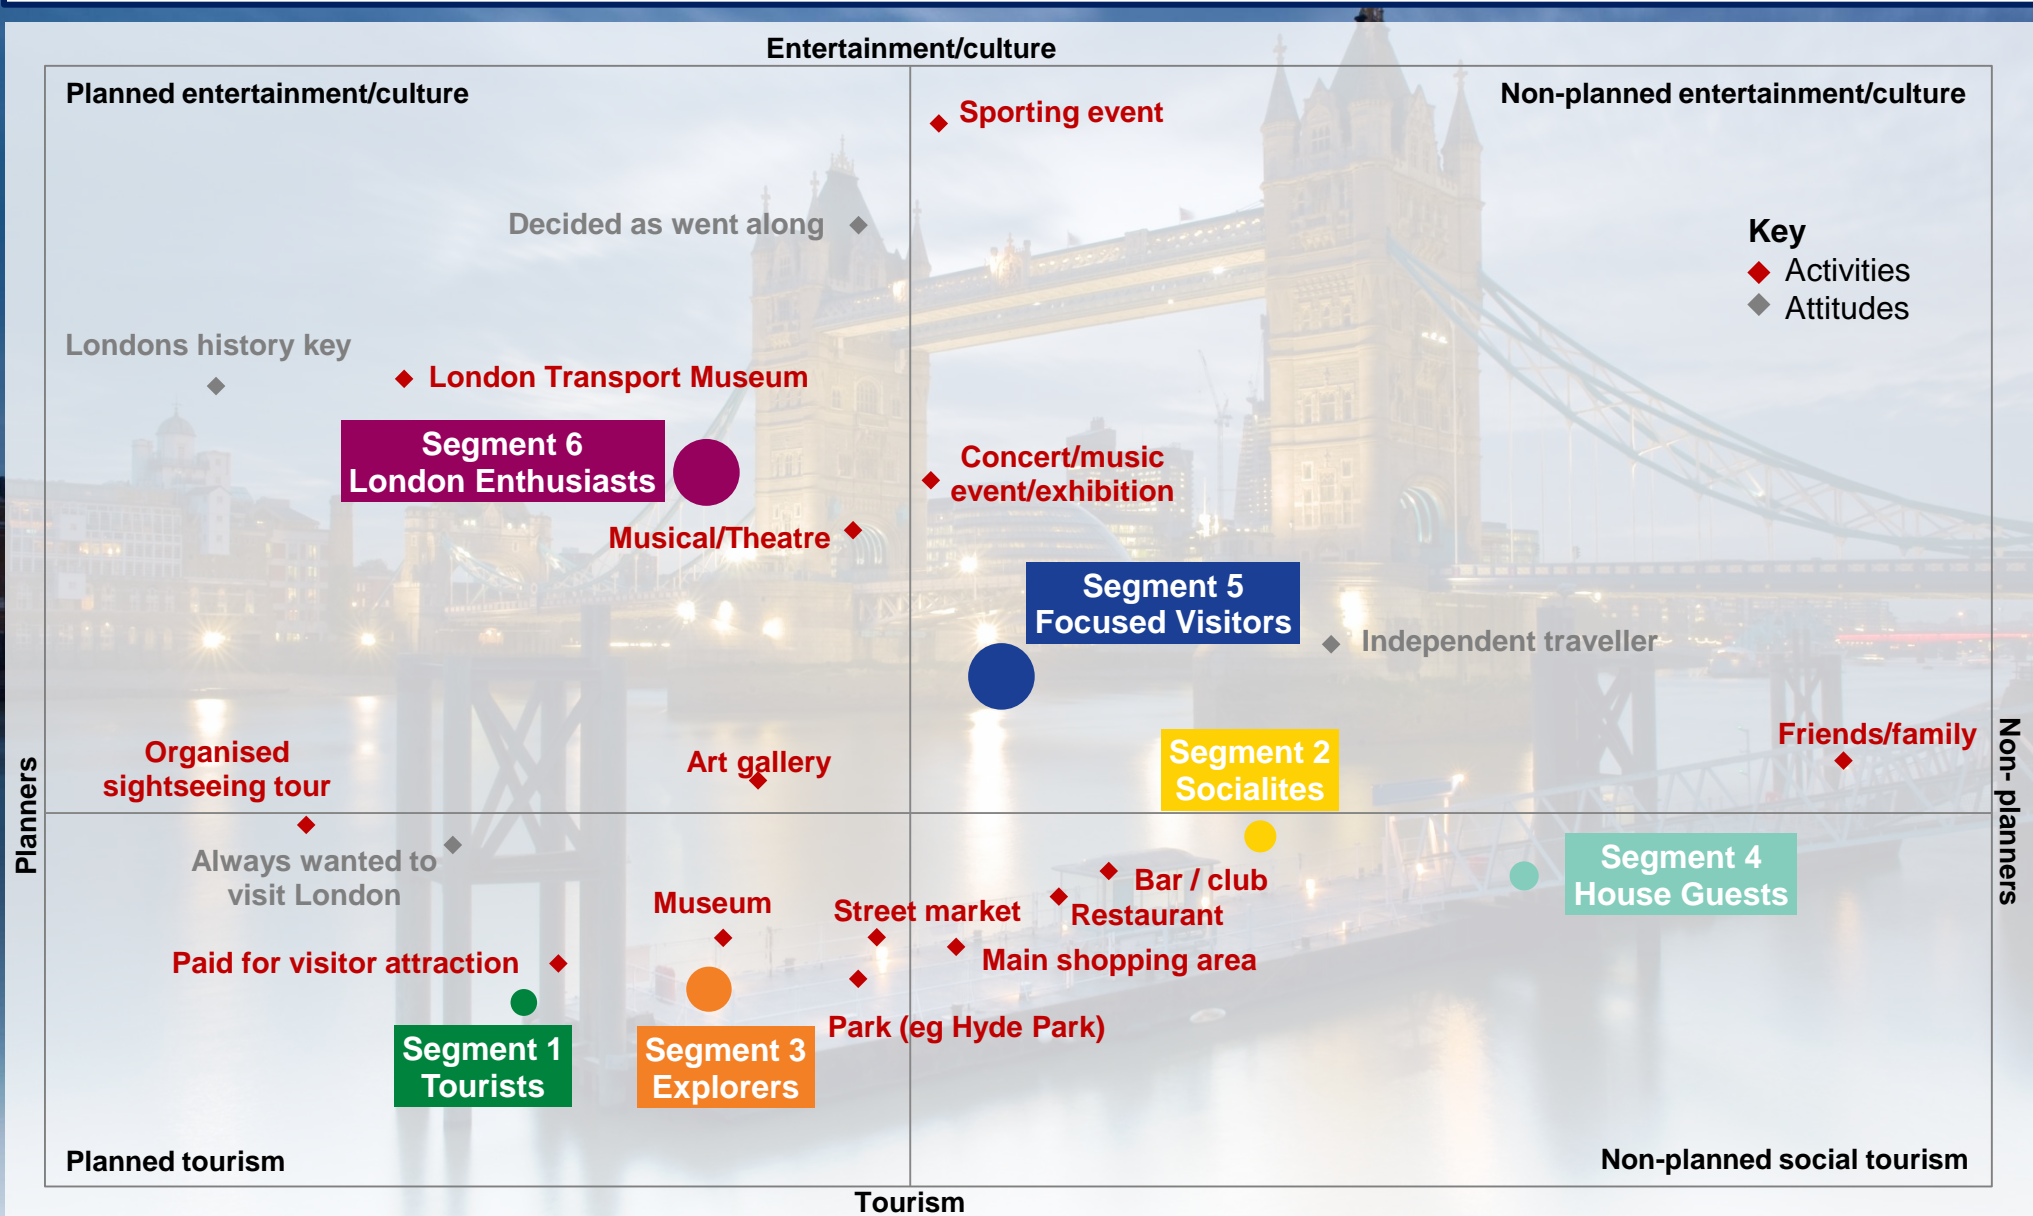 Entertainment/culture
Planned entertainment/culture
Non-planned entertainment/culture
Sporting event
Decided as went along
Key
Activities
Attitudes
Londons history key
London Transport Museum
Segment 6
London Enthusiasts
Concert/music
event/exhibition
Musical/Theatre
Segment 5
Focused Visitors
Independent traveller
Organised
sightseeing tour
Art gallery
Segment 2
Socialites
Friends/family
Planners
Non- planners
Always wanted to
visit London
Segment 4
House Guests
Bar / club
Restaurant
Museum
Street market
Paid for visitor attraction
Main shopping area
Park (eg Hyde Park)
Segment 1
Tourists
Segment 3
Explorers
Planned tourism
Non-planned social tourism
Tourism